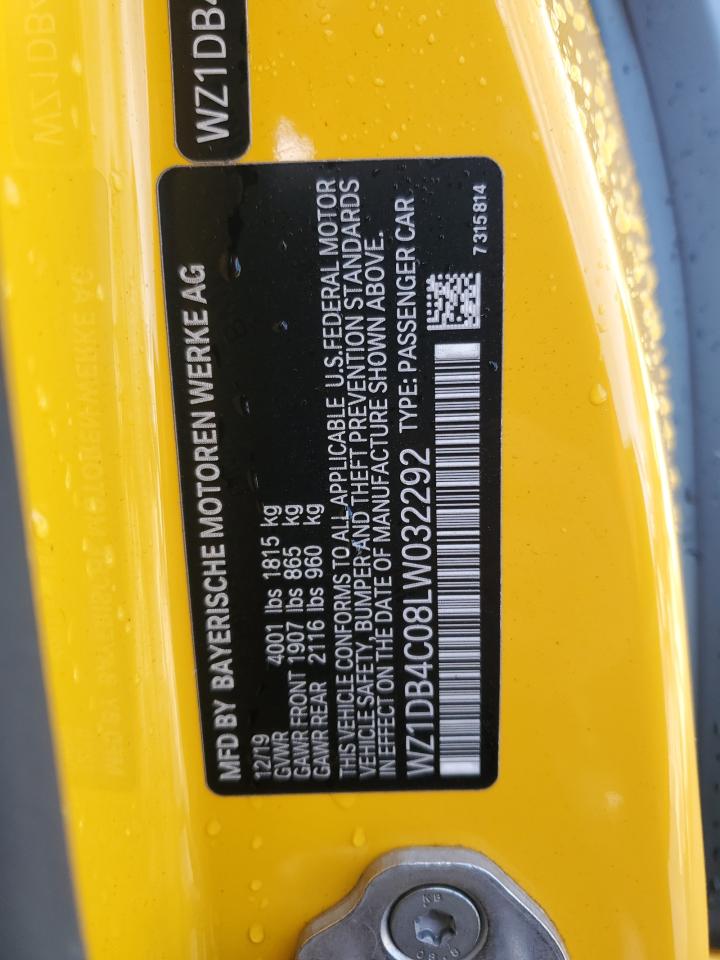 WZ1DB4
MFD BY BAYERISCHE MOTOREN WERKE AG
12/19
GVWR 4001 lbs 1815 kg
GAWR FRONT 1907 lbs 865 kg
GAWR REAR 2116 lbs 960 kg
THIS VEHICLE CONFORMS TO ALL APPLICABLE U.S.FEDERAL MOTOR
VEHICLE SAFETY, BUMPER AND THEFT PREVENTION STANDARDS
IN EFFECT ON THE DATE OF MANUFACTURE SHOWN ABOVE.
WZ1DB4C08LW032292 TYPE: PASSENGER CAR
7315814
KB